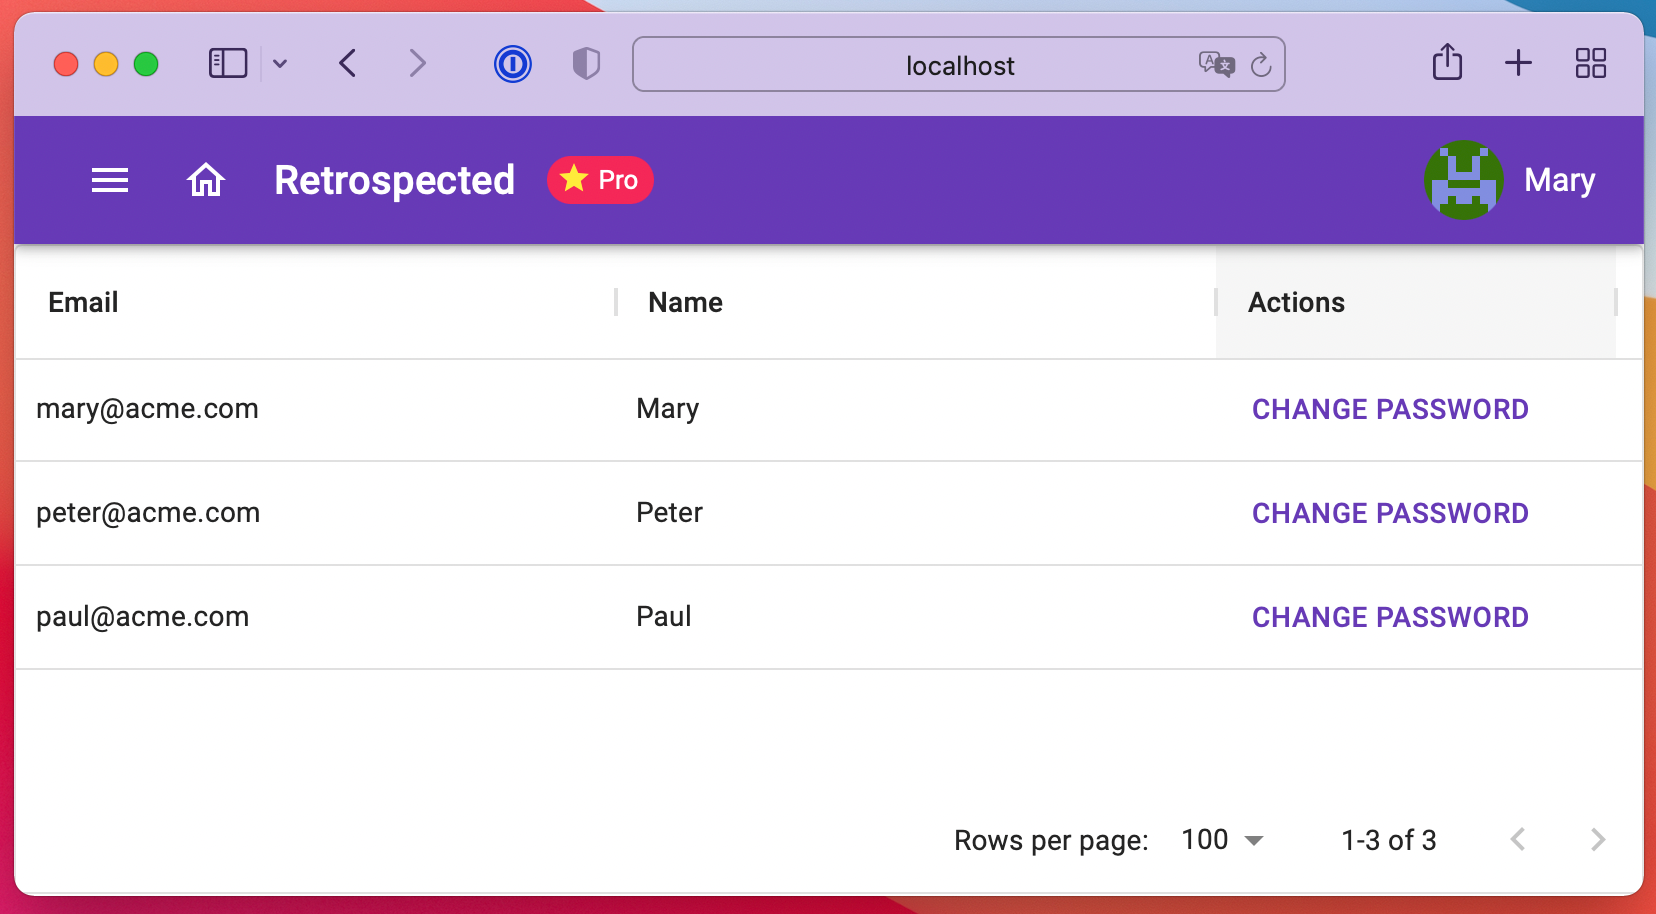 localhost
Retrospected Pro Mary
Email Name Actions
mary@acme.com Mary CHANGE PASSWORD
peter@acme.com Peter CHANGE PASSWORD
paul@acme.com Paul CHANGE PASSWORD
Rows per page: 100 1-3 of 3